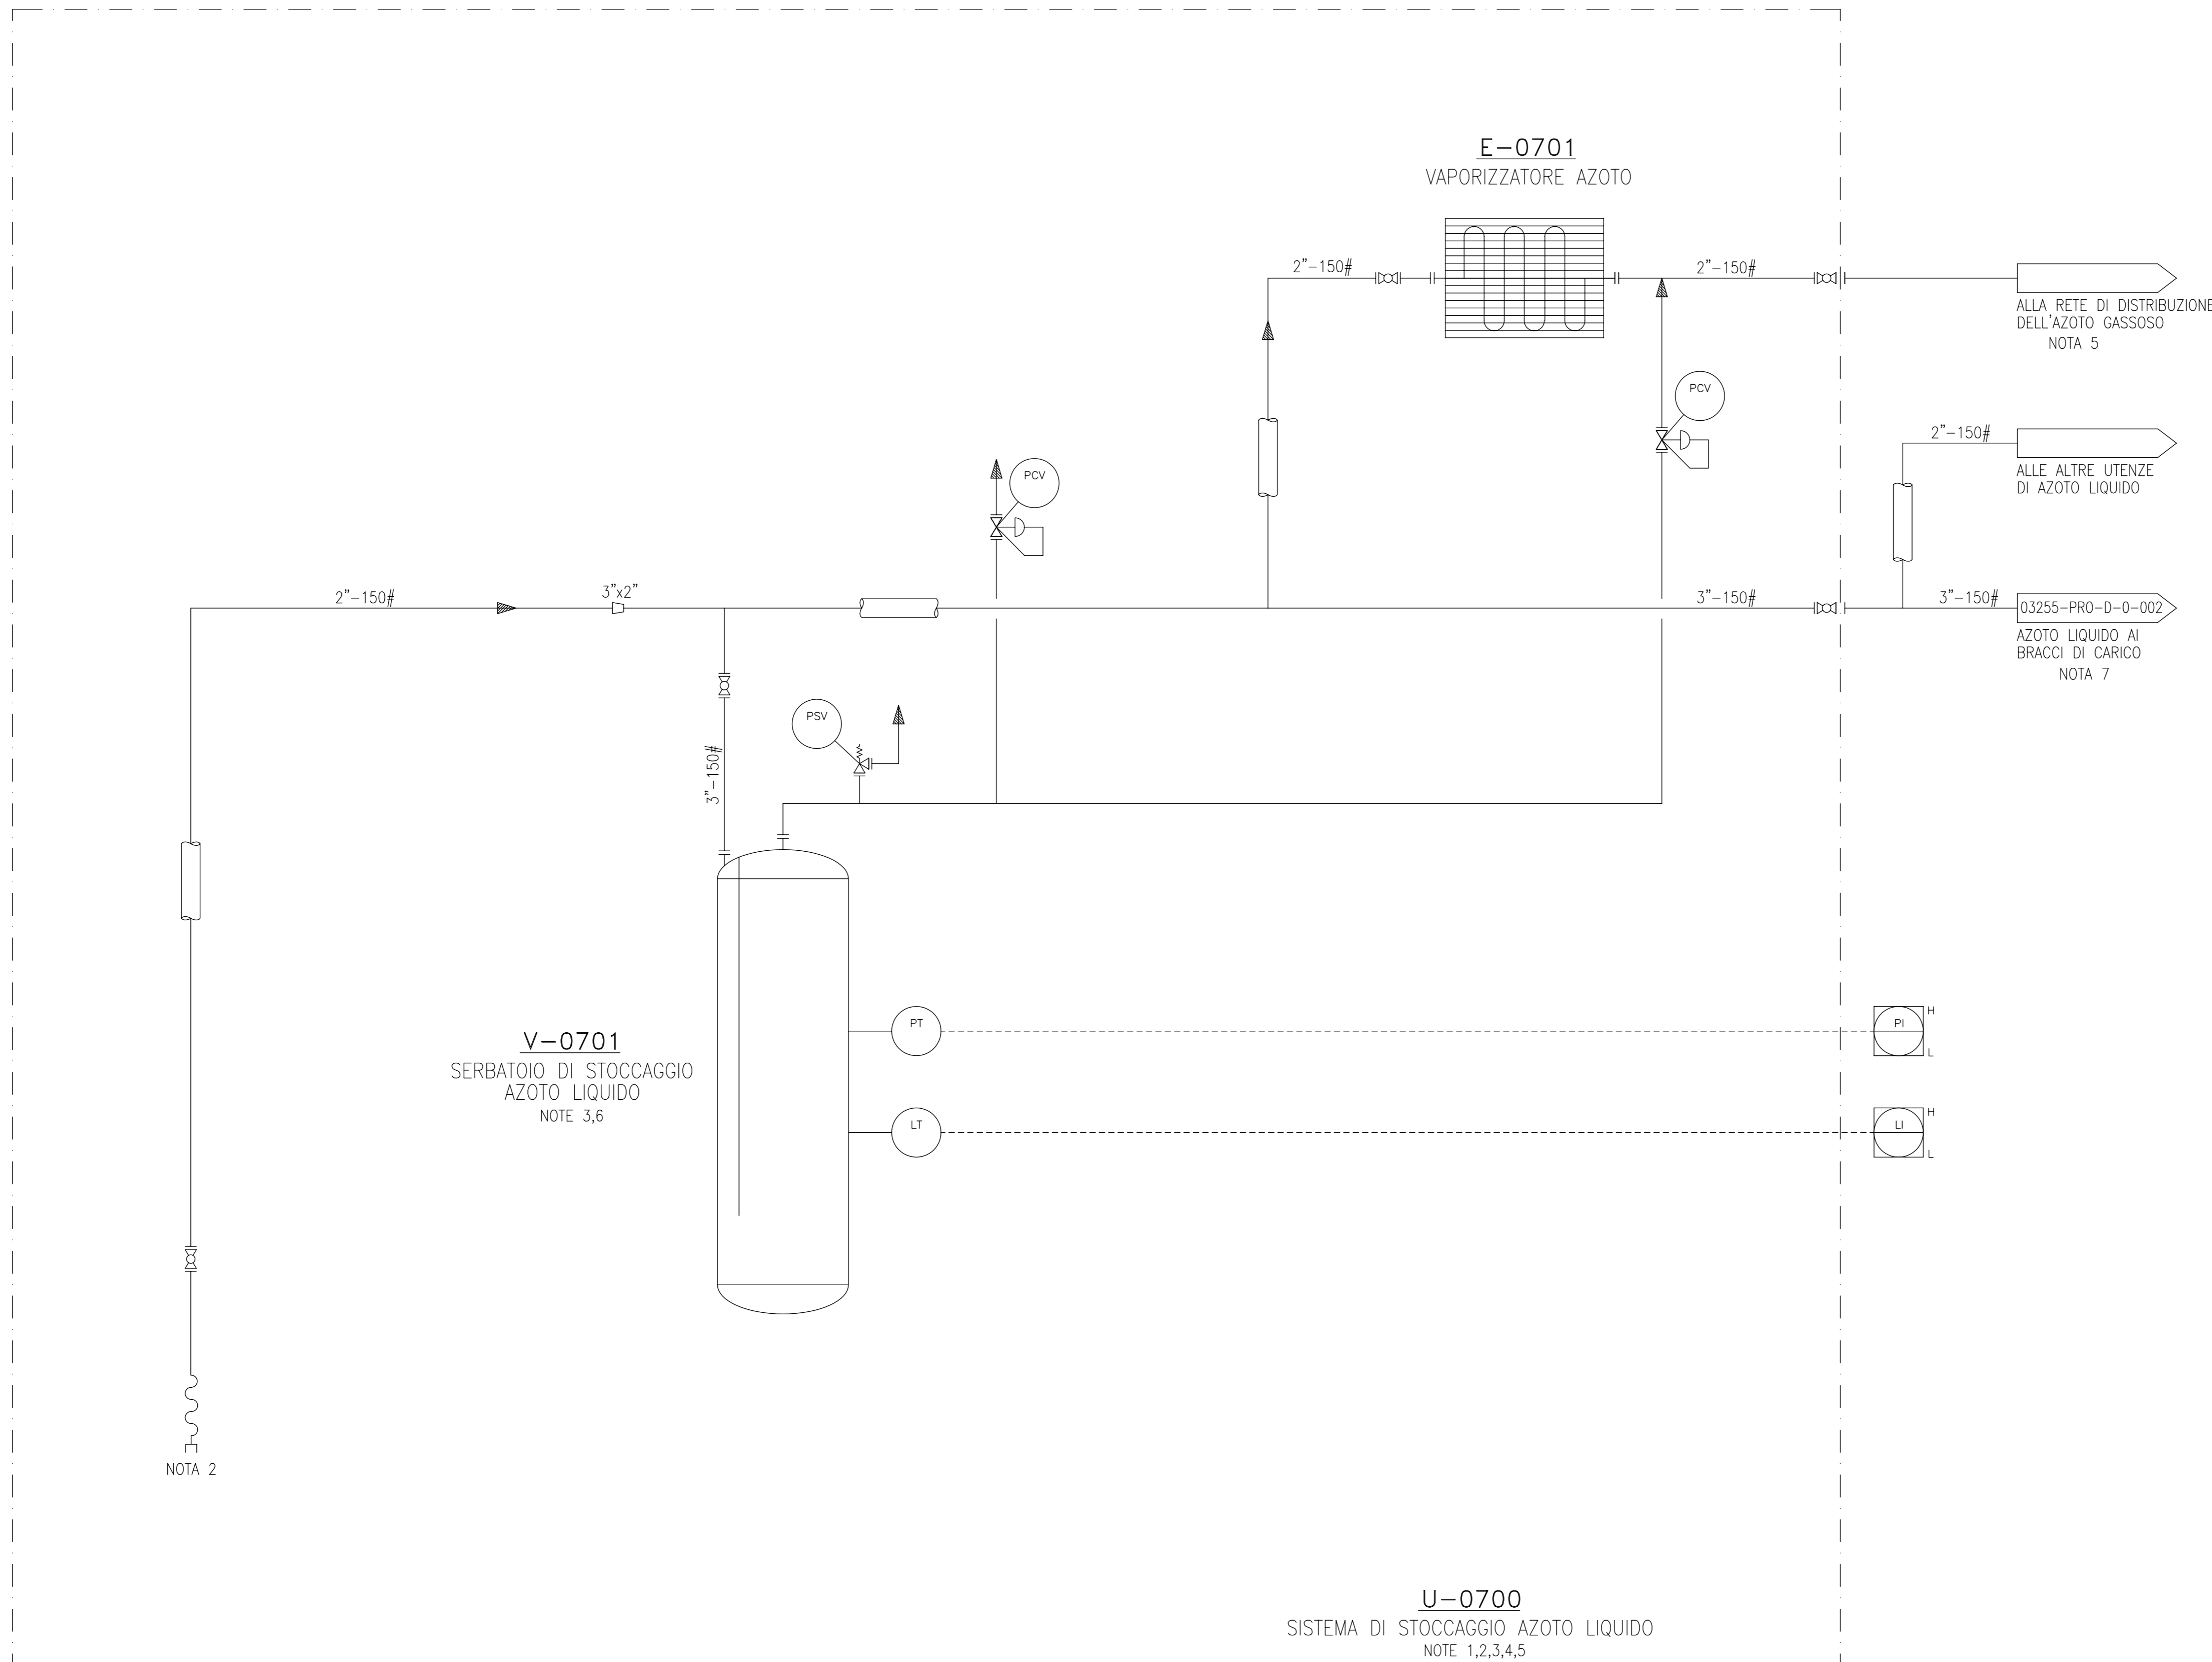 E-0701
VAPORIZZATORE AZOTO
2"-150#
2"-150#
ALLA RETE DI DISTRIBUZIONE
DELL'AZOTO GASSOSO
NOTA 5
PCV
2"-150#
ALLE ALTRE UTENZE
DI AZOTO LIQUIDO
PCV
2"-150#
3"x2"
3"-150#
3"-150#
03255-PRO-D-0-002
AZOTO LIQUIDO AI
BRACCI DI CARICO
NOTA 7
PSV
3"-150#
V-0701
SERBATOIO DI STOCCAGGIO
AZOTO LIQUIDO
NOTE 3,6
PT
PI
H
L
LT
LI
H
L
NOTA 2
U-0700
SISTEMA DI STOCCAGGIO AZOTO LIQUIDO
NOTE 1,2,3,4,5